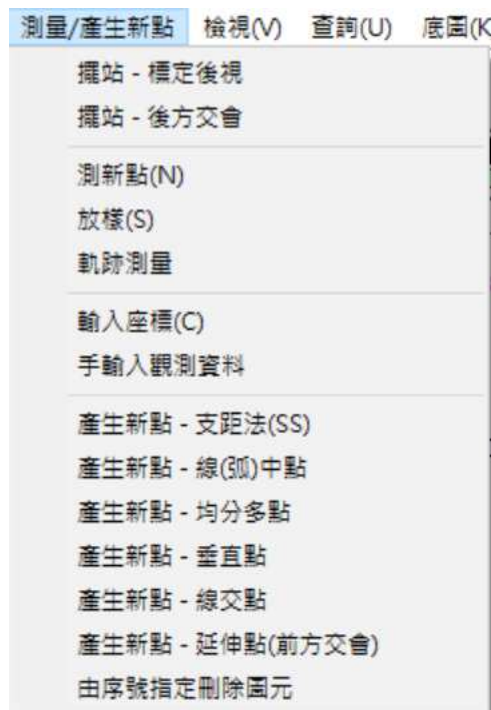 測量/產生新點 檢視(V) 查詢(U) 底圖(K
擺站 - 標定後視
擺站 - 後方交會
測新點(N)
放樣(S)
軌跡測量
輸入座標(C)
手輸入觀測資料
產生新點 - 支距法(SS)
產生新點 - 線(弧)中點
產生新點 - 均分多點
產生新點 - 垂直點
產生新點 - 線交點
產生新點 - 延伸點(前方交會)
由序號指定刪除圖元